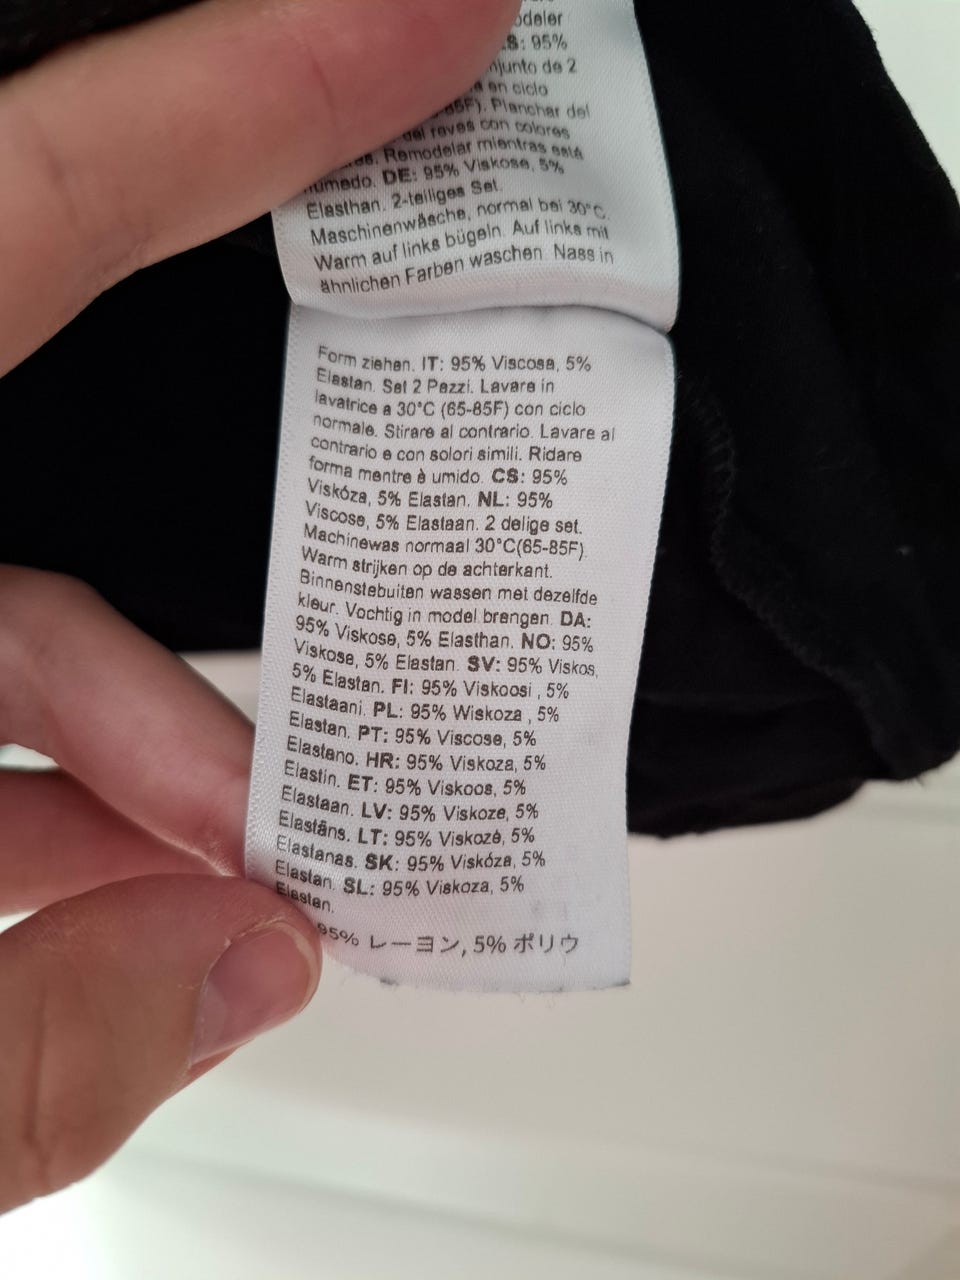 odeler
S: 95%
njunto de 2
en ciclo
-85F). Planchar del
del reves con colores
Remodelar mientras está
humedo. DE: 95% Viskose, 5%
Elasthan. 2-teiliges Set.
Maschinenwäsche, normal bei 30°C.
Warm auf links bügeln. Auf links mit
ähnlichen Farben waschen. Nass in
Form ziehen. IT: 95% Viscosa, 5%
Elastan. Set 2 Pezzi. Lavare in
lavatrice a 30°C (65-85F) con ciclo
normale. Stirare al contrario. Lavare al
contrario e con solori simili. Ridare
forma mentre è umido. CS: 95%
Viskóza, 5% Elastan. NL: 95%
Viscose, 5% Elastaan. 2 delige set.
Machinewas normaal 30°C(65-85F).
Warm strijken op de achterkant.
Binnenstebuiten wassen met dezelfde
kleur. Vochtig in model brengen. DA:
95% Viskose, 5% Elasthan. NO: 95%
Viskose, 5% Elastan. SV: 95% Viskos,
5% Elastan. FI: 95% Viskoosi , 5%
Elastaani. PL: 95% Wiskoza , 5%
Elastan. PT: 95% Viscose, 5%
Elastano. HR: 95% Viskoza, 5%
Elastin. ET: 95% Viskoos, 5%
Elastaan. LV: 95% Viskoze, 5%
Elastāns. LT: 95% Viskozė, 5%
Elastanas. SK: 95% Viskóza, 5%
Elastan. SL: 95% Viskoza, 5%
Elastan.
95% レーヨン, 5% ポリウ